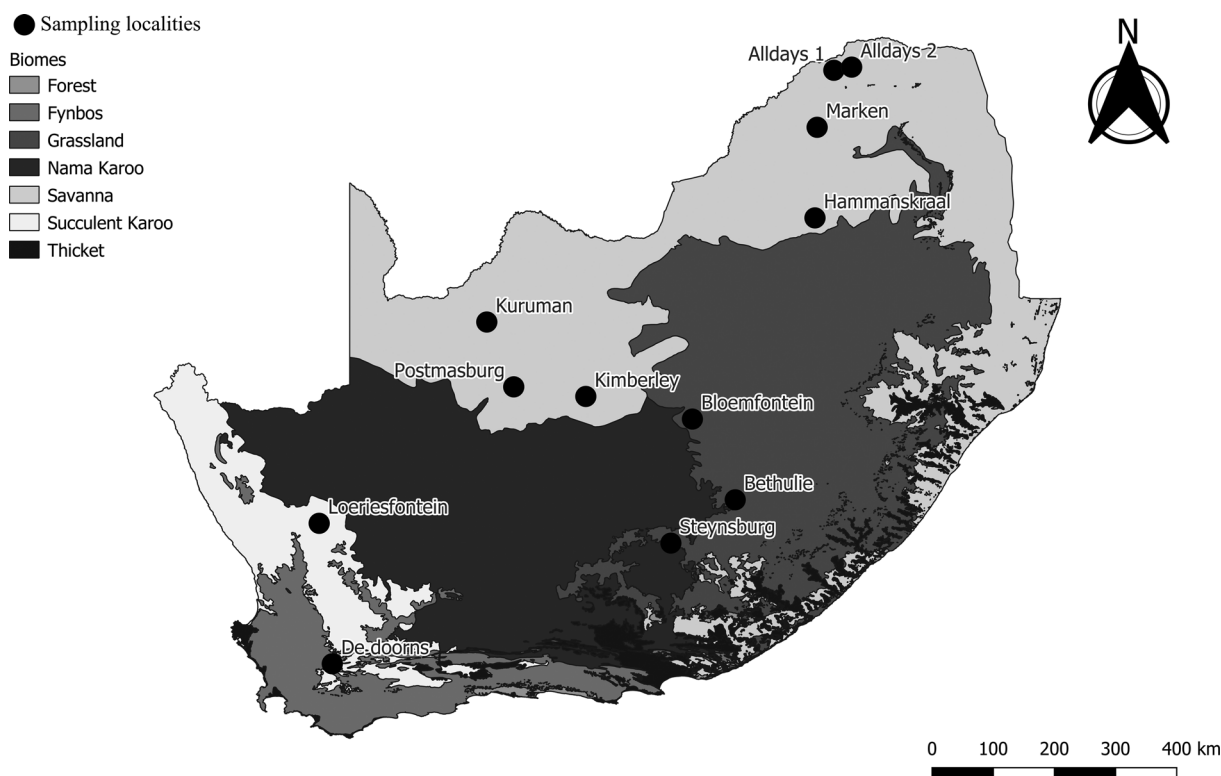 Sampling localities
Biomes
Forest
Fynbos
Grassland
Nama Karoo
Savanna
Succulent Karoo
Thicket
N
Alldays 1
Alldays 2
Marken
Hammanskraal
Kuruman
Postmasburg
Kimberley
Bloemfontein
Bethulie
Loeriesfontein
Steynsburg
De doorns
0 100 200 300 400 km